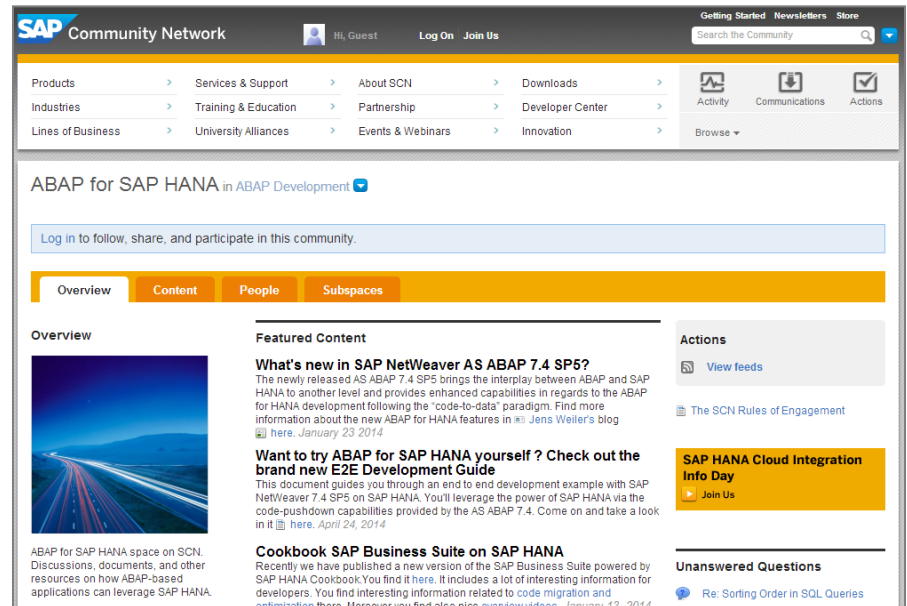 Getting Started Newsletters Store
SAP Community Network
Hi, Guest
Log On Join Us
Search the Community
Products
Services & Support
About SCN
Downloads
Industries
Training & Education
Partnership
Developer Center
Lines of Business
University Alliances
Events & Webinars
Innovation
Activity
Communications
Actions
Browse
ABAP for SAP HANA in ABAP Development
Log in to follow, share, and participate in this community.
Overview
Content
People
Subspaces
Overview
ABAP for SAP HANA space on SCN.
Discussions, documents, and other
resources on how ABAP-based
applications can leverage SAP HANA.
Featured Content
What's new in SAP NetWeaver AS ABAP 7.4 SP5?
The newly released AS ABAP 7.4 SP5 brings the interplay between ABAP and SAP
HANA to another level and provides enhanced capabilities in regards to the ABAP
for HANA development following the "code-to-data" paradigm. Find more
information about the new ABAP for HANA features in Jens Weiler's blog
here. January 23 2014
Want to try ABAP for SAP HANA yourself ? Check out the
brand new E2E Development Guide
This document guides you through an end to end development example with SAP
NetWeaver 7.4 SP5 on SAP HANA. You'll leverage the power of SAP HANA via the
code-pushdown capabilities provided by the AS ABAP 7.4. Come on and take a look
in it here. April 24, 2014
Cookbook SAP Business Suite on SAP HANA
Recently we have published a new version of the SAP Business Suite powered by
SAP HANA Cookbook.You find it here. It includes a lot of interesting information for
developers. You find interesting information related to code migration and
optimization there. Moreover you find also nice overview videos. January 13, 2014
Actions
View feeds
The SCN Rules of Engagement
SAP HANA Cloud Integration
Info Day
Join Us
Unanswered Questions
Re: Sorting Order in SQL Queries